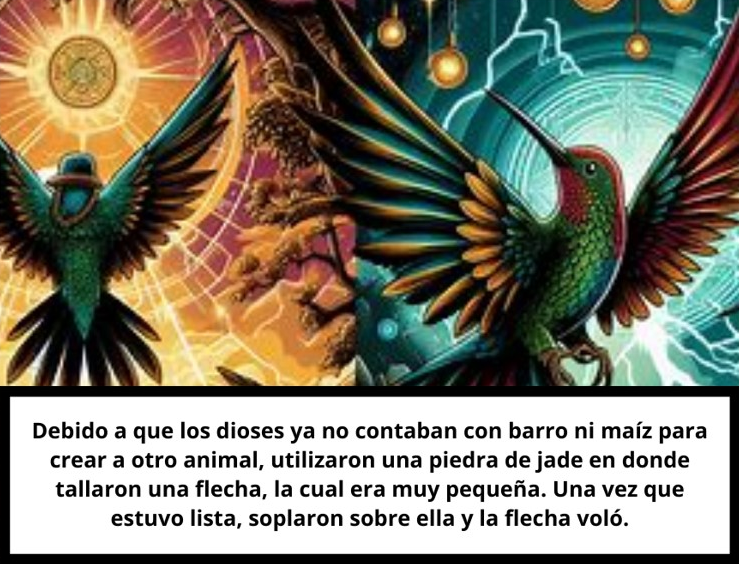 Debido a que los dioses ya no contaban con barro ni maíz para
crear a otro animal, utilizaron una piedra de jade en donde
tallaron una flecha, la cual era muy pequeña. Una vez que
estuvo lista, soplaron sobre ella y la flecha voló.